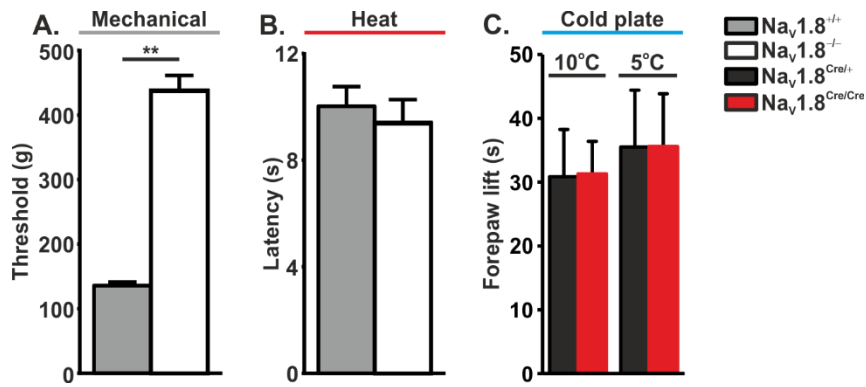 A. Mechanical
Threshold (g)
500
400
300
200
100
0
**
B. Heat
Latency (s)
12
8
4
0
C. Cold plate
Forepaw lift (s)
50
40
30
20
10
0
10°C 5°C
Naᵥ1.8⁺/⁺
Naᵥ1.8⁻/⁻
Naᵥ1.8Cre/+
Naᵥ1.8Cre/Cre